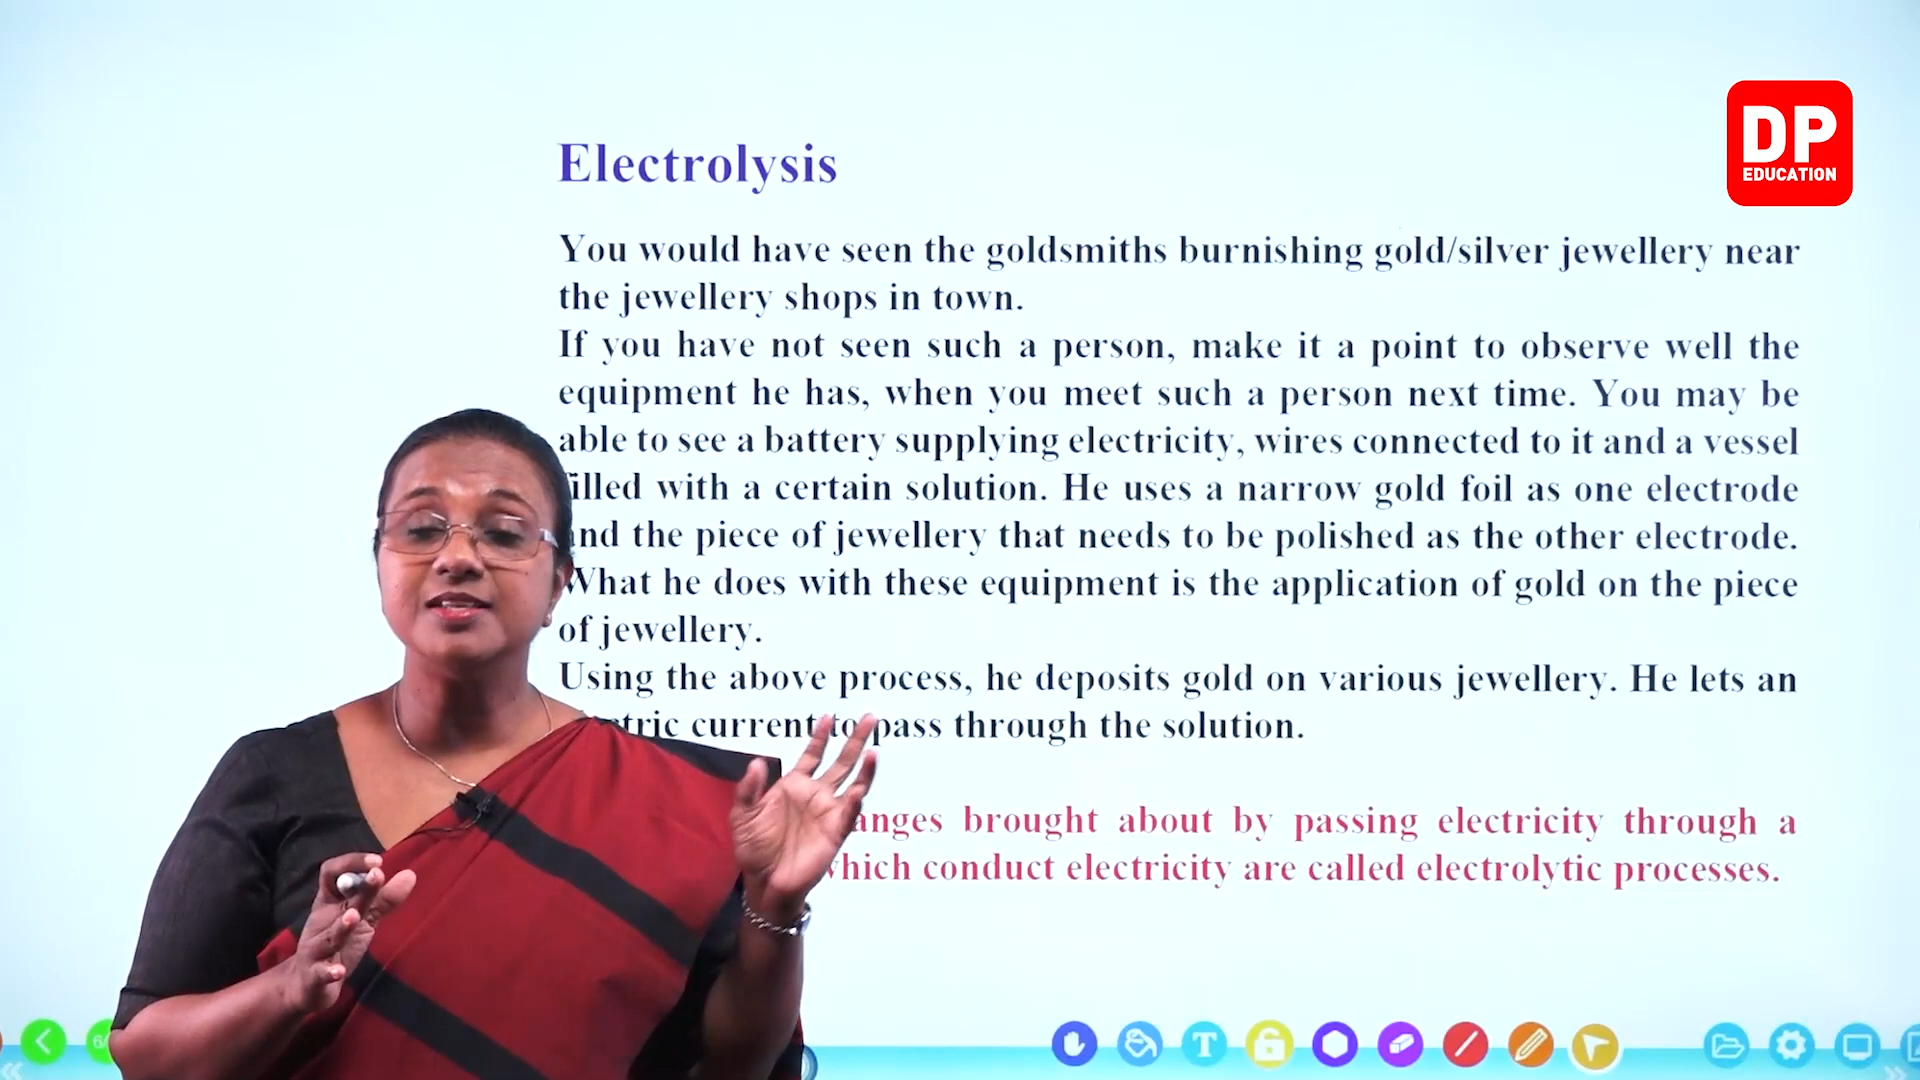 DP
EDUCATION
Electrolysis
You would have seen the goldsmiths burnishing gold/silver jewellery near
the jewellery shops in town.
If you have not seen such a person, make it a point to observe well the
equipment he has, when you meet such a person next time. You may be
able to see a battery supplying electricity, wires connected to it and a vessel
filled with a certain solution. He uses a narrow gold foil as one electrode
and the piece of jewellery that needs to be polished as the other electrode.
What he does with these equipment is the application of gold on the piece
of jewellery.
Using the above process, he deposits gold on various jewellery. He lets an
current to pass through the solution.
brought about by passing electricity through a
which conduct electricity are called electrolytic processes.
T